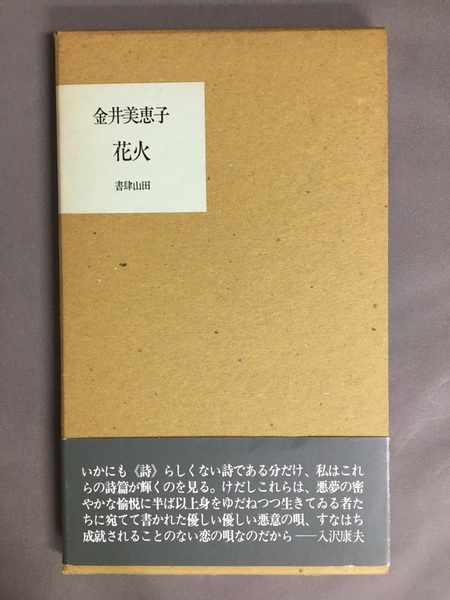 金井美恵子
花火
書肆山田
いかにも《詩》らしくない詩である分だけ、私はこれ
らの詩篇が輝くのを見る。けだしこれらは、悪夢の密
やかな愉悦に半ば以上身をゆだねつつ生きてゐる者た
ちに宛てて書かれた優しい優しい悪意の唄、すなはち
成就されることのない恋の唄なのだから──入沢康夫